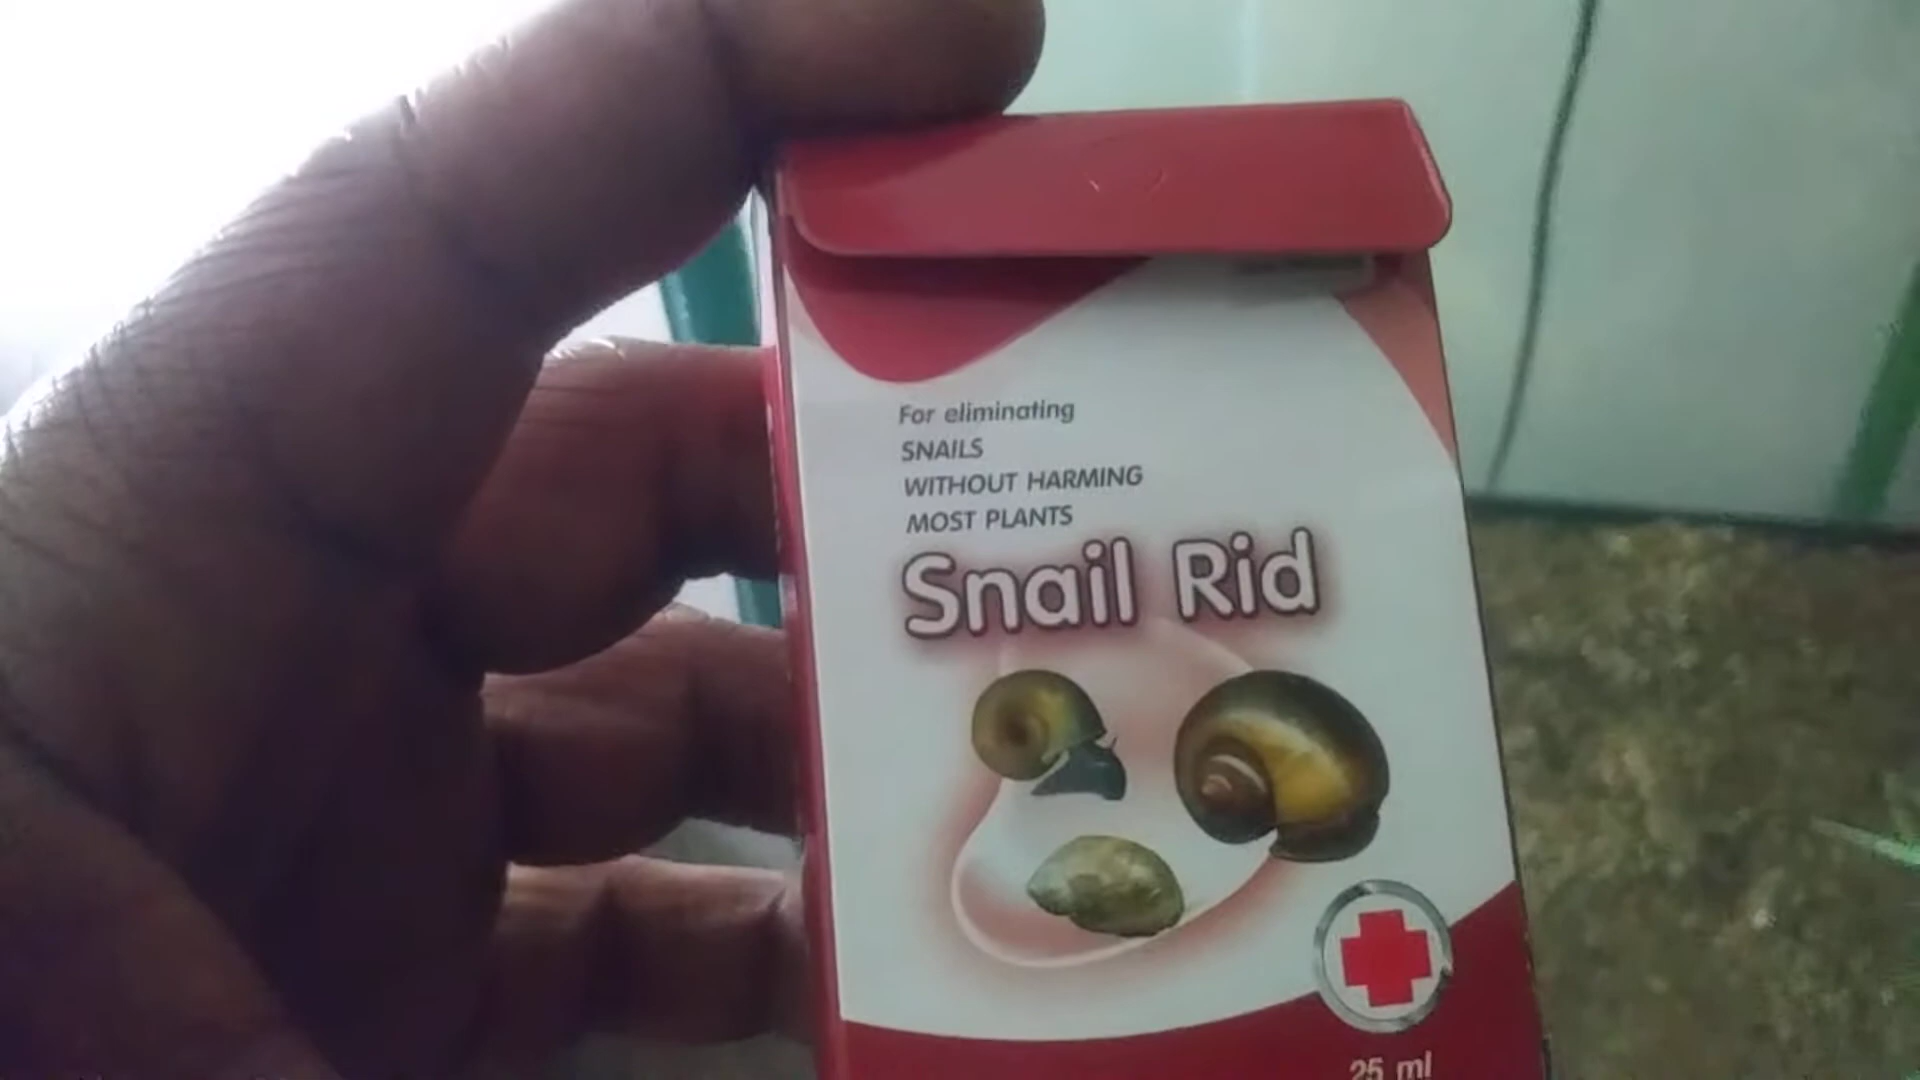 For eliminating
SNAILS
WITHOUT HARMING
MOST PLANTS
Snail Rid
25 ml